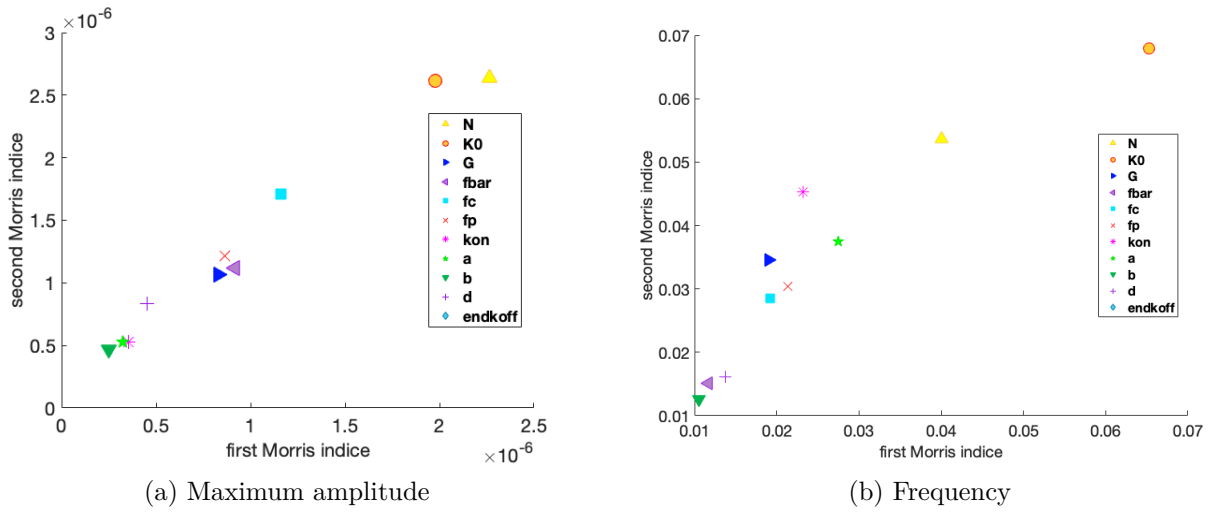 ×10⁻⁶
3
2.5
2
1.5
1
0.5
0
second Morris indice
0
0.5
1
1.5
2
2.5
first Morris indice
×10⁻⁶
N
K0
G
fbar
fc
fp
kon
a
b
d
endkoff
(a) Maximum amplitude
0.07
0.06
0.05
0.04
0.03
0.02
0.01
second Morris indice
0.01
0.02
0.03
0.04
0.05
0.06
0.07
first Morris indice
N
K0
G
fbar
fc
fp
kon
a
b
d
endkoff
(b) Frequency